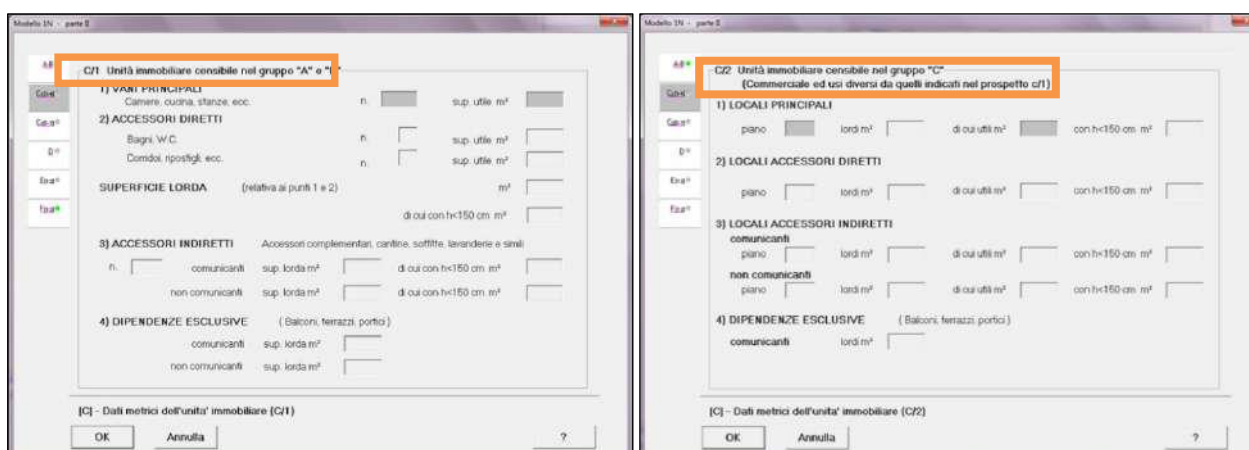 Modello 1N - parte II
C/1 Unità immobiliare censibile nel gruppo "A" e
1) VANI PRINCIPALI
Camere, cucina, stanze, ecc. n. sup. utile m²
2) ACCESSORI DIRETTI
Bagni, W.C. n. sup. utile m²
Corridoi, ripostigli, ecc. n. sup. utile m²
SUPERFICIE LORDA (relativa ai punti 1 e 2) m²
di cui con h<150 cm m²
3) ACCESSORI INDIRETTI Accessori complementari, cantine, soffitte, lavanderie e simili
n. comunicanti sup. lorda m² di cui con h<150 cm m²
non comunicanti sup. lorda m² di cui con h<150 cm m²
4) DIPENDENZE ESCLUSIVE ( Balconi, terrazzi, portici )
comunicanti sup. lorda m²
non comunicanti sup. lorda m²
[C] - Dati metrici dell'unita' immobiliare (C/1)
OK Annulla ?
Modello 1N - parte II
C/2 Unità immobiliare censibile nel gruppo "C"
(Commerciale ed usi diversi da quelli indicati nel prospetto c/1)
1) LOCALI PRINCIPALI
piano lordi m² di cui utili m² con h<150 cm m²
2) LOCALI ACCESSORI DIRETTI
piano lordi m² di cui utili m² con h<150 cm m²
3) LOCALI ACCESSORI INDIRETTI
comunicanti
piano lordi m² di cui utili m² con h<150 cm m²
non comunicanti
piano lordi m² di cui utili m² con h<150 cm m²
4) DIPENDENZE ESCLUSIVE ( Balconi, terrazzi, portici )
comunicanti lordi m²
[C] - Dati metrici dell'unita' immobiliare (C/2)
OK Annulla ?